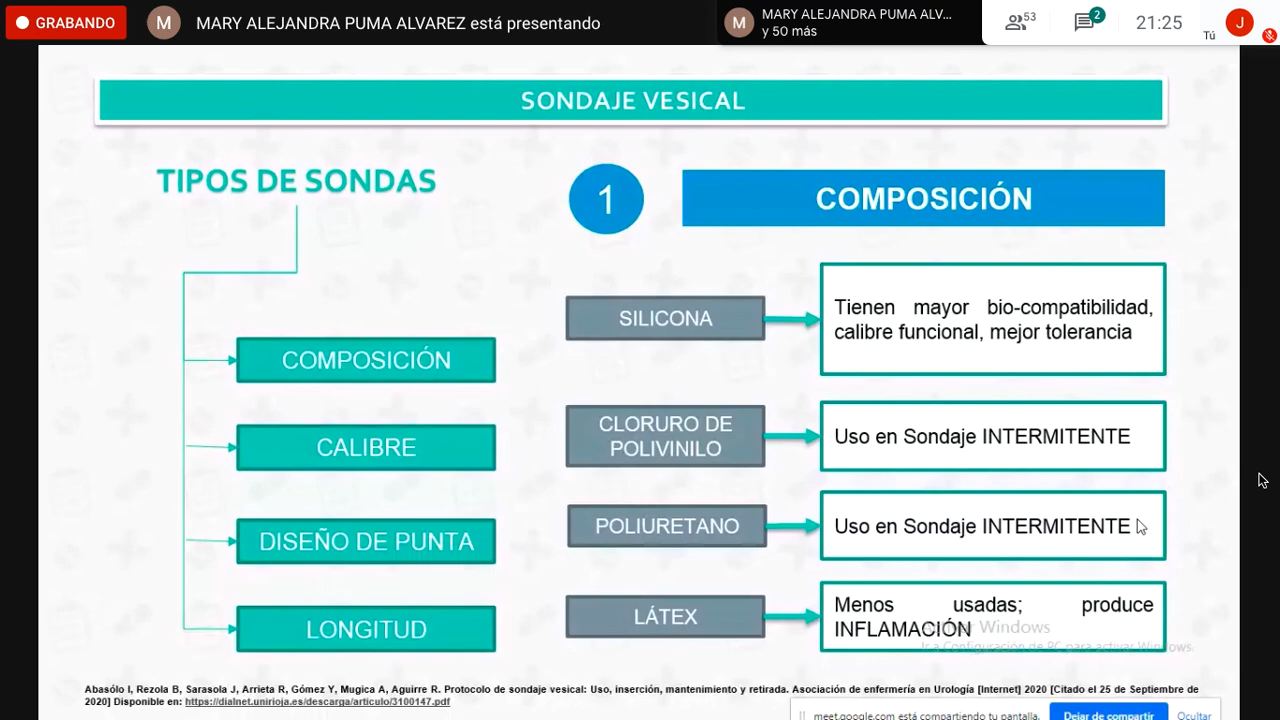 GRABANDO
M
MARY ALEJANDRA PUMA ALVAREZ está presentando
M
MARY ALEJANDRA PUMA ALV...
y 50 más
53
2
21:25
Tú
J
SONDAJE VESICAL
TIPOS DE SONDAS
COMPOSICIÓN
CALIBRE
DISEÑO DE PUNTA
LONGITUD
1
COMPOSICIÓN
SILICONA
Tienen mayor bio-compatibilidad,
calibre funcional, mejor tolerancia
CLORURO DE
POLIVINILO
Uso en Sondaje INTERMITENTE
POLIURETANO
Uso en Sondaje INTERMITENTE
LÁTEX
Menos usadas; produce
INFLAMACIÓN
Windows
Ir a Configuración de PC para activar Windows.
Abasólo I, Rezola B, Sarasola J, Arrieta R, Gómez Y, Mugica A, Aguirre R. Protocolo de sondaje vesical: Uso, inserción, mantenimiento y retirada. Asociación de enfermería en Urología [Internet] 2020 [Citado el 25 de Septiembre de
2020] Disponible en: https://dialnet.unirioja.es/descarga/articulo/3100147.pdf
meet.google.com está compartiendo tu pantalla.
Dejar de compartir
Ocultar